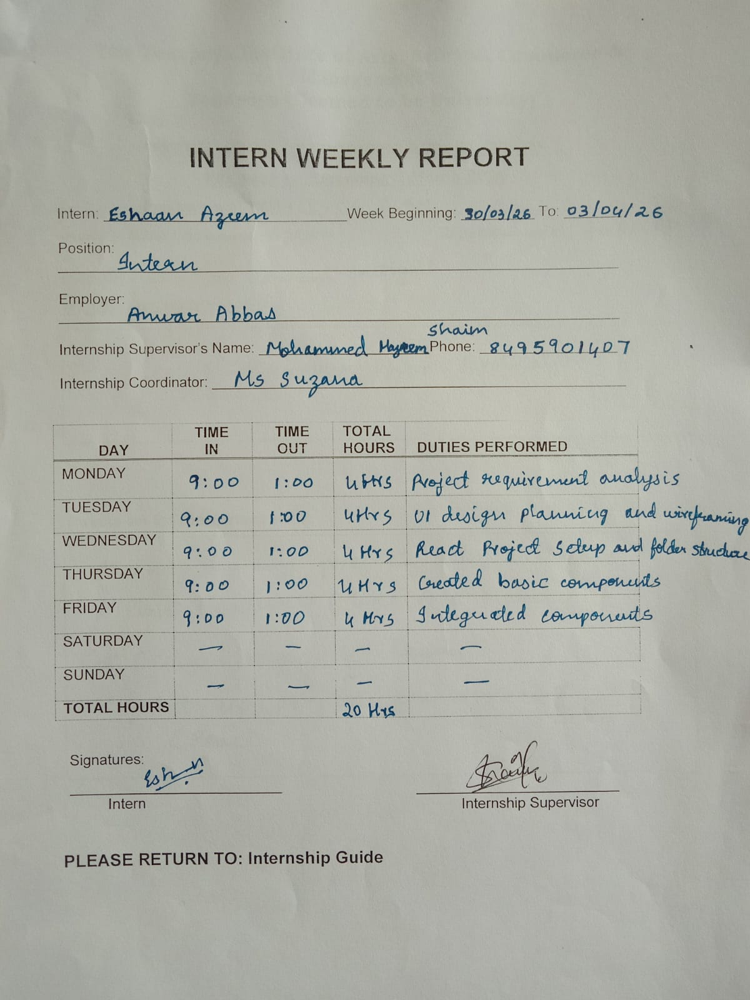 INTERN WEEKLY REPORT
Intern: Eshaan Azeem Week Beginning: 30/03/26 To: 03/04/26
Position: Intern
Employer: Anwar Abbas
Shaim
Internship Supervisor's Name: Mohammed Hazeem Phone: 8495901407
Internship Coordinator: Ms Suzana
DAY TIME IN TIME OUT TOTAL HOURS DUTIES PERFORMED
MONDAY 9:00 1:00 4 Hrs Project requirement analysis
TUESDAY 9:00 1:00 4Hrs UI design planning and wireframing
WEDNESDAY 9:00 1:00 4 Hrs React Project Setup and folder structure
THURSDAY 9:00 1:00 4Hrs Created basic components
FRIDAY 9:00 1:00 4 Hrs Integrated components
SATURDAY — — — —
SUNDAY — — — —
TOTAL HOURS 20 Hrs
Signatures:
Intern Internship Supervisor
PLEASE RETURN TO: Internship Guide